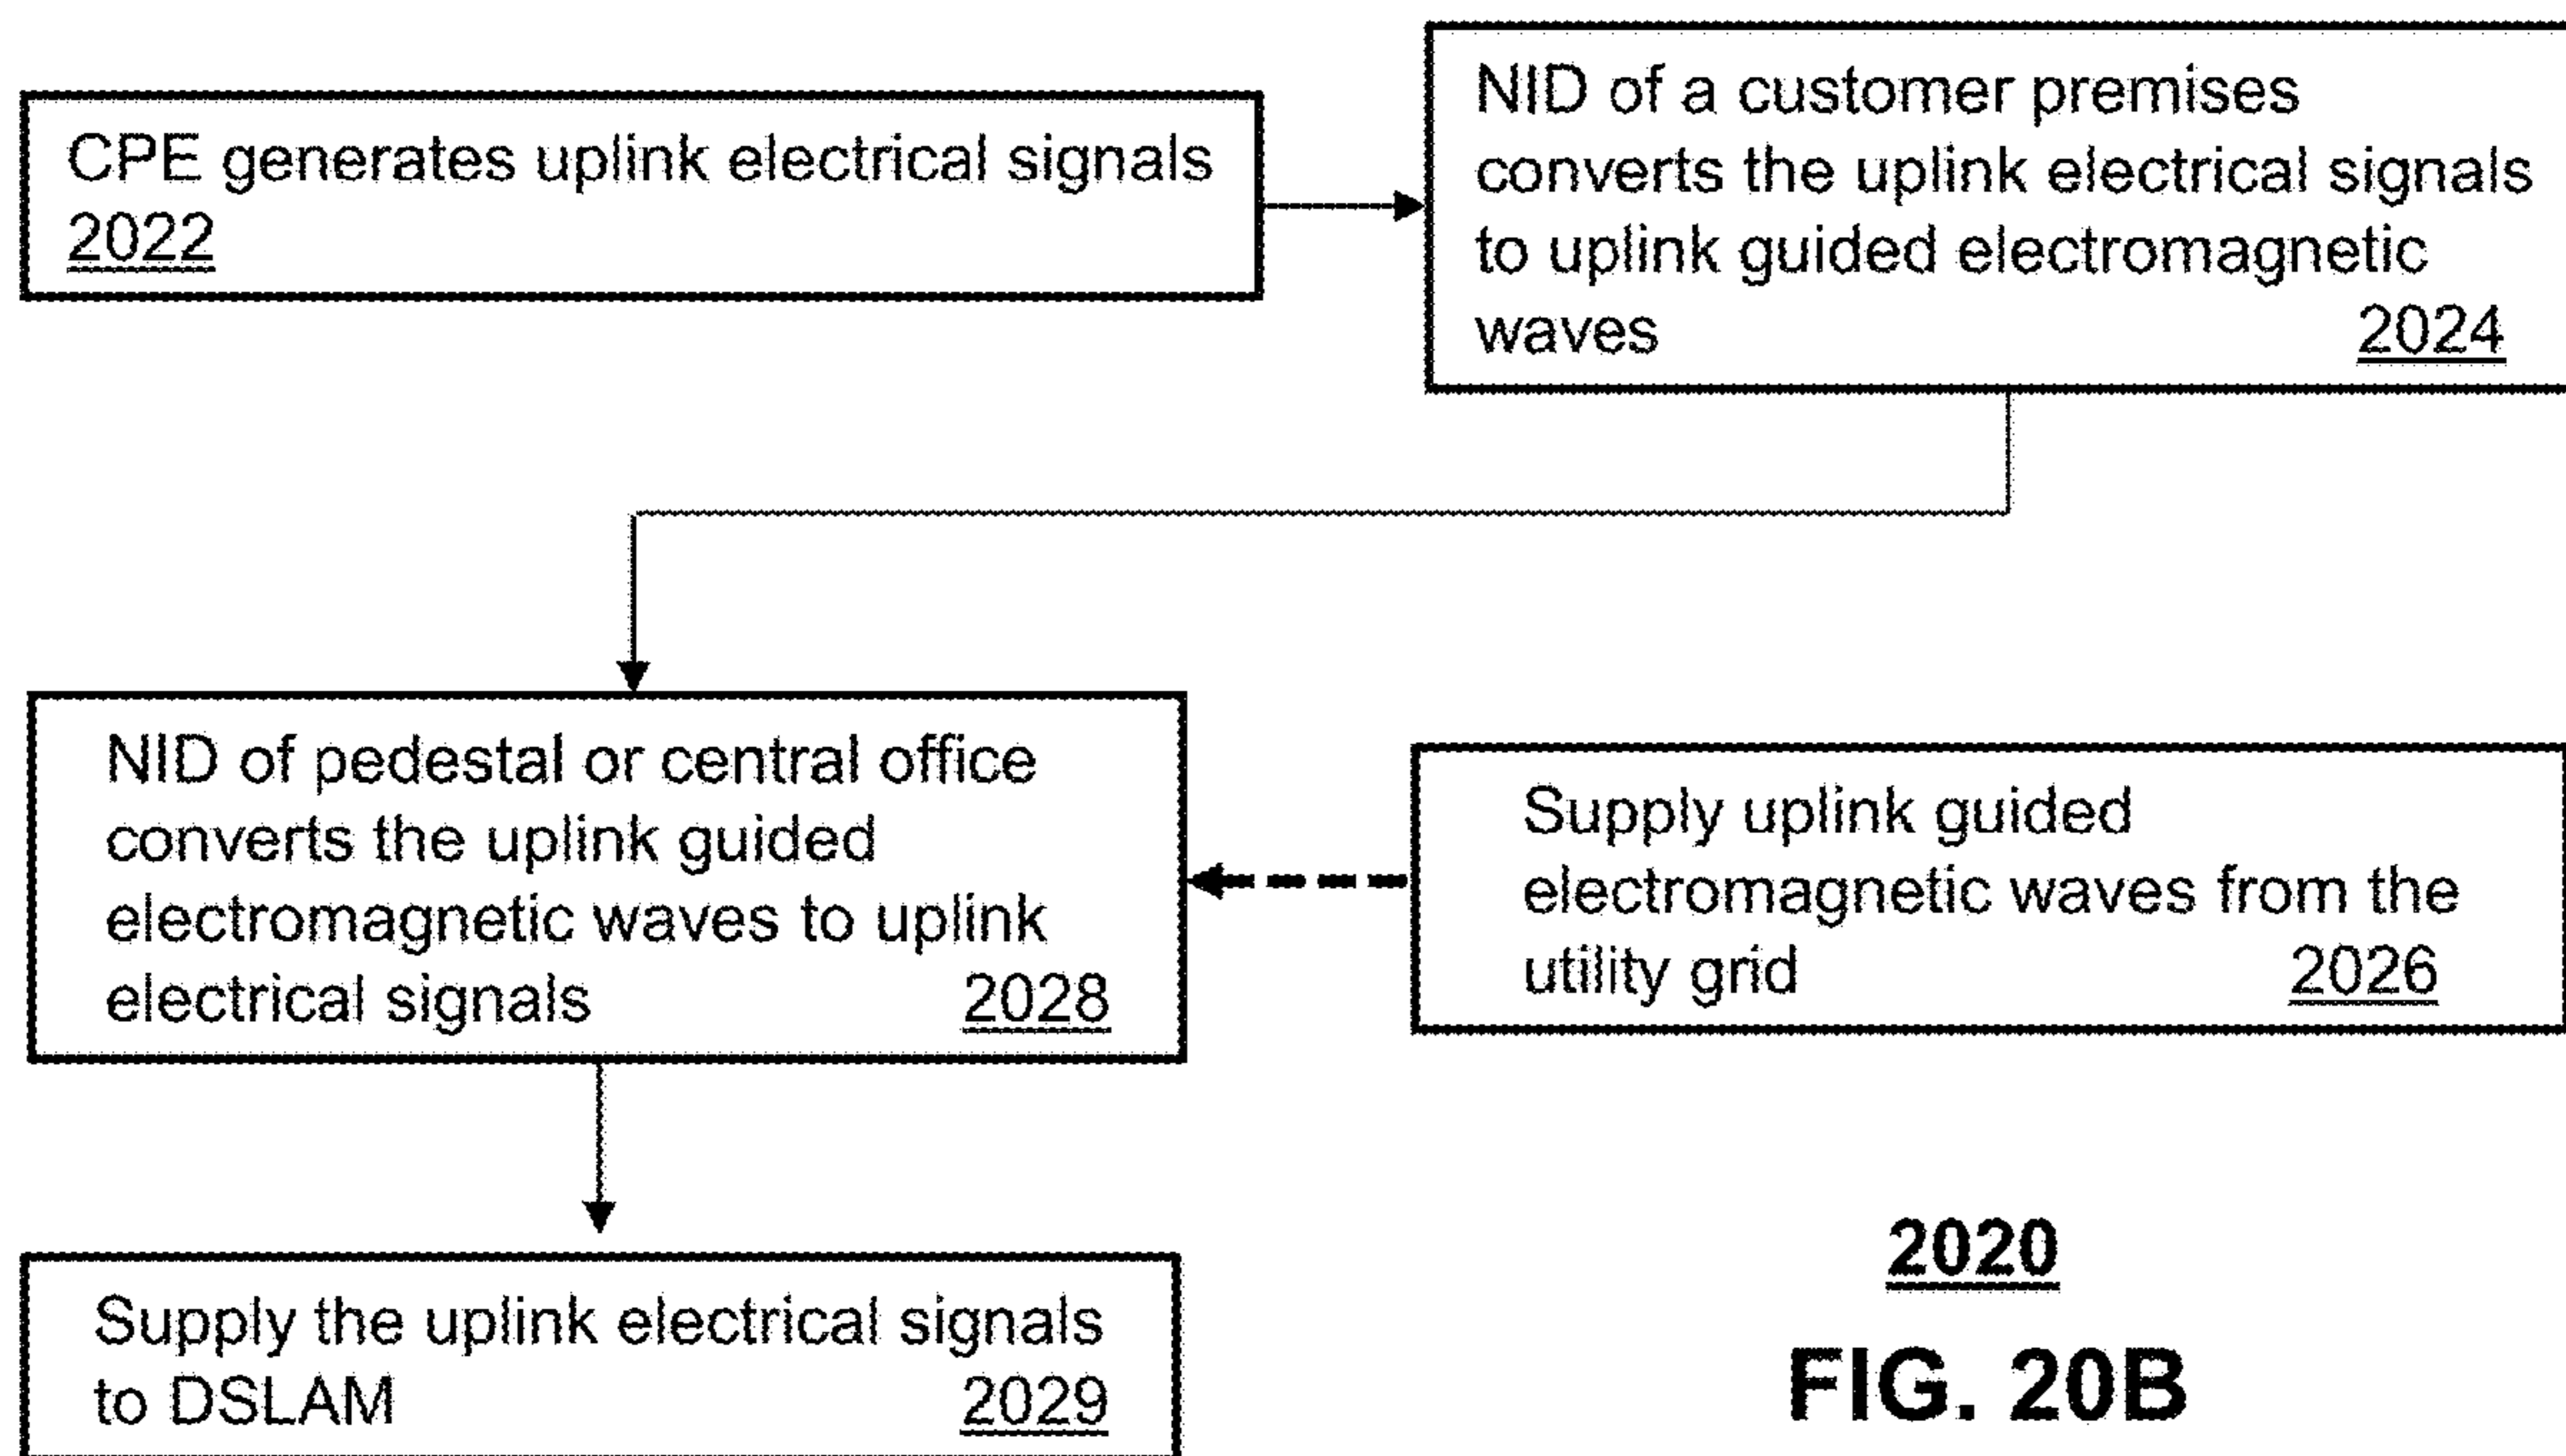 CPE generates uplink electrical signals
2022
NID of a customer premises
converts the uplink electrical signals
to uplink guided electromagnetic
waves 2024
NID of pedestal or central office
converts the uplink guided
electromagnetic waves to uplink
electrical signals 2028
Supply uplink guided
electromagnetic waves from the
utility grid 2026
Supply the uplink electrical signals
to DSLAM 2029
2020
FIG. 20B